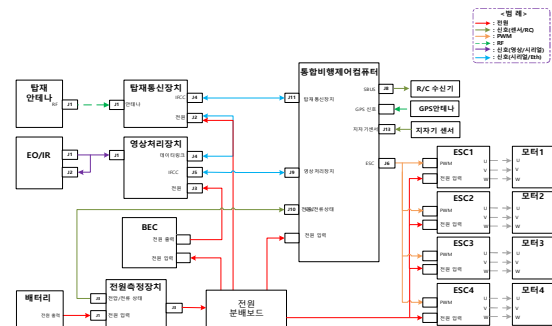 <범 례>
: 전원
: 신호(센서/RC)
: PWM
: RF
: 신호(영상/시리얼)
: 신호(시리얼/Eth)
탑재
안테나
RF
J1
탑재통신장치
J1
안테나
IFCC
J4
전원
J2
EO/IR
J1
J2
영상처리장치
J1
데이터링크
J4
IFCC
J5
전원
J3
BEC
전원 출력
전원 입력
배터리
전원 출력
전원측정장치
전압/전류 상태
전원 입력
J1
전원
분배보드
통합비행제어컴퓨터
J11
탑재통신장치
영상처리장치
J10
전원 입력
SBUS
J8
GPS 신호
지자기센서
J13
ESC
J6
R/C 수신기
GPS안테나
지자기 센서
ESC1
PWM
전원 입력
U
V
W
모터1
U
V
W
ESC2
PWM
전원 입력
U
V
W
모터2
U
V
W
ESC3
PWM
전원 입력
U
V
W
모터3
U
V
W
ESC4
PWM
전원 입력
U
V
W
모터4
U
V
W